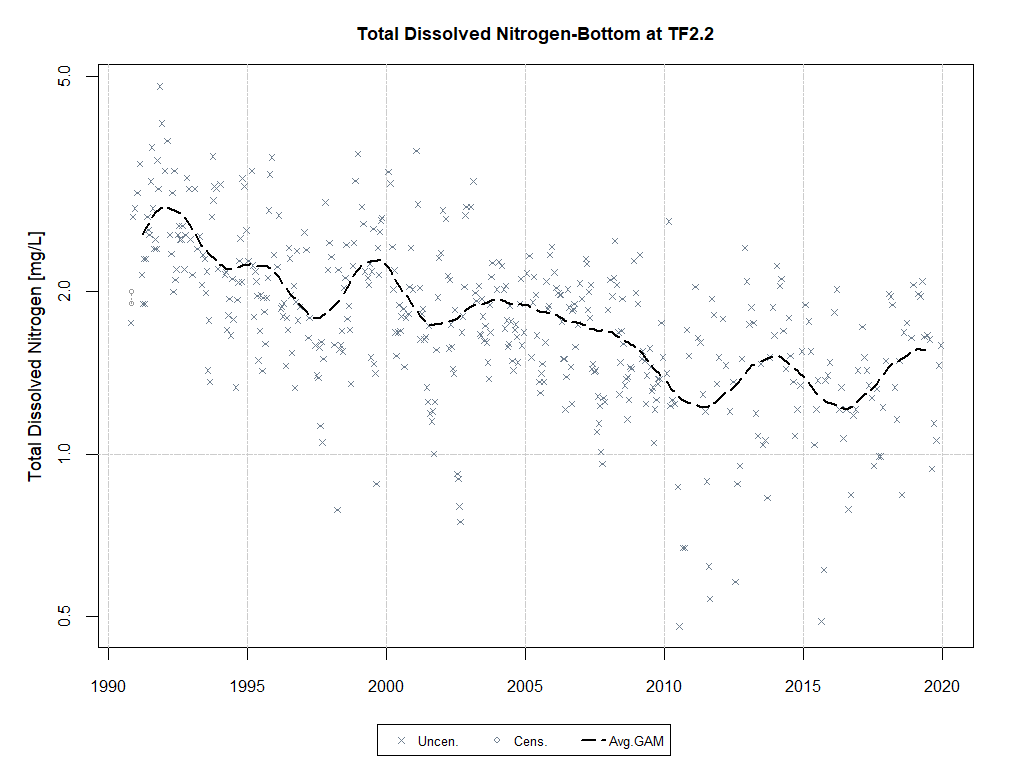 Total Dissolved Nitrogen-Bottom at TF2.2
Total Dissolved Nitrogen [mg/L]
5.0
2.0
1.0
0.5
1990 1995 2000 2005 2010 2015 2020
Uncen. Cens. Avg.GAM